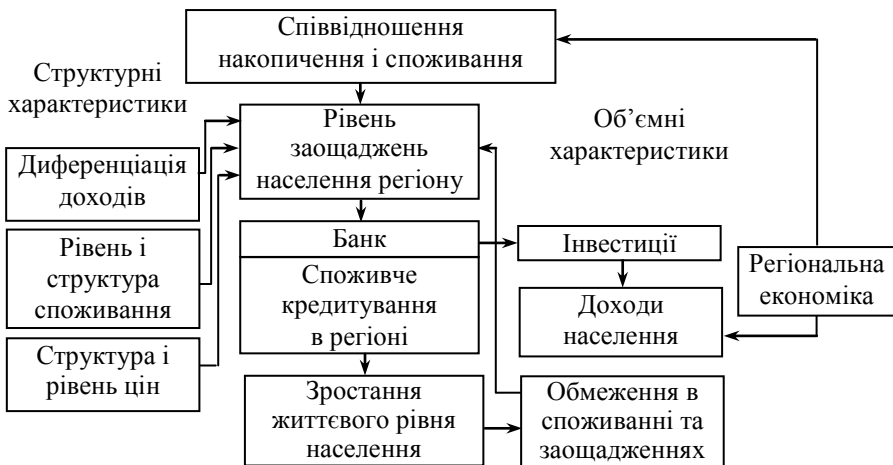 Співвідношення
накопичення і споживання
Структурні
характеристики
Рівень
заощаджень
населення регіону
Об’ємні
характеристики
Диференціація
доходів
Банк
Інвестиції
Рівень і
структура
споживання
Споживче
кредитування
в регіоні
Регіональна
економіка
Доходи
населення
Структура і
рівень цін
Зростання
життєвого рівня
населення
Обмеження в
споживанні та
заощадженнях